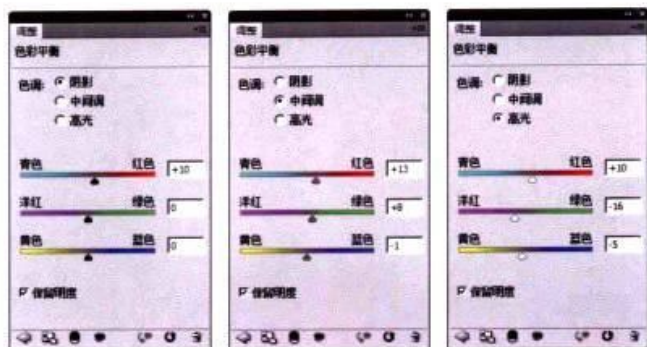 调整
色彩平衡
色调: 阴影
中间调
高光
青色 红色 +10
洋红 绿色 0
黄色 蓝色 0
保留明度
调整
色彩平衡
色调: 阴影
中间调
高光
青色 红色 +13
洋红 绿色 +8
黄色 蓝色 -1
保留明度
调整
色彩平衡
色调: 阴影
中间调
高光
青色 红色 +10
洋红 绿色 -16
黄色 蓝色 -5
保留明度